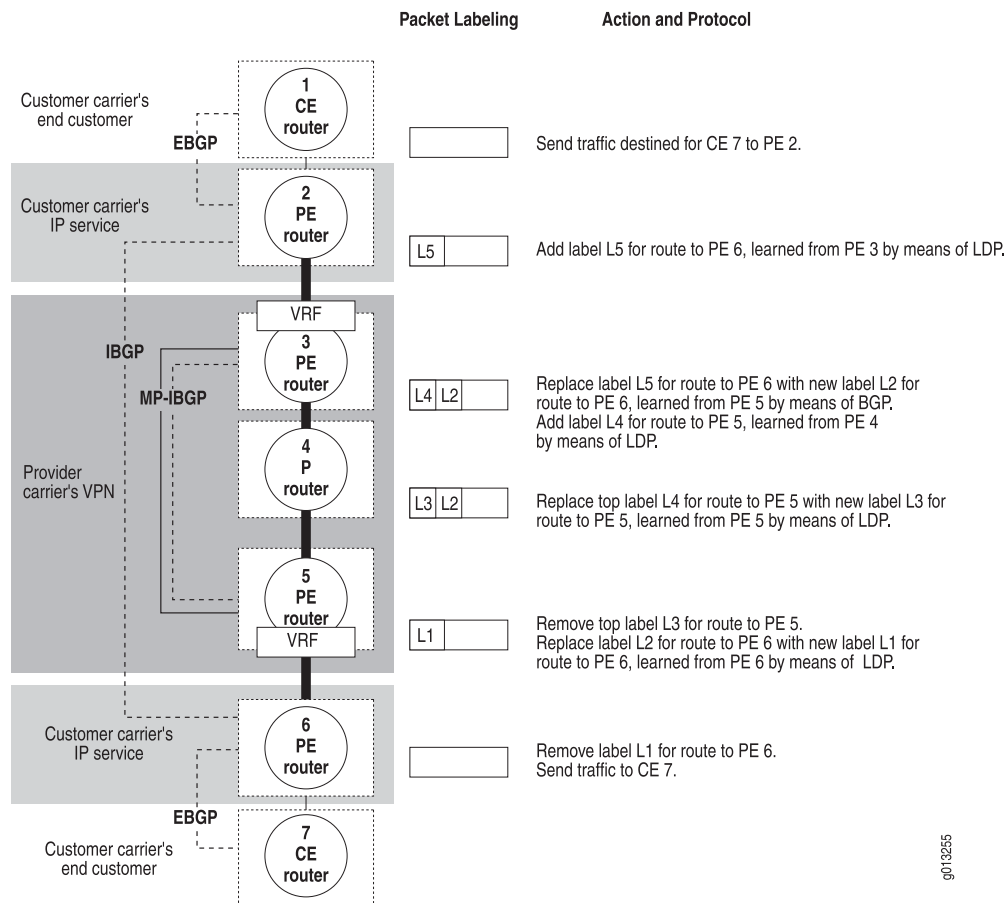 Packet Labeling
Action and Protocol
Customer carrier's
end customer
EBGP
1
CE
router
Send traffic destined for CE 7 to PE 2.
Customer carrier's
IP service
2
PE
router
L5
Add label L5 for route to PE 6, learned from PE 3 by means of LDP.
VRF
3
PE
router
IBGP
MP-IBGP
L4 L2
Replace label L5 for route to PE 6 with new label L2 for
route to PE 6, learned from PE 5 by means of BGP.
Add label L4 for route to PE 5, learned from PE 4
by means of LDP.
Provider
carrier's VPN
4
P
router
L3 L2
Replace top label L4 for route to PE 5 with new label L3 for
route to PE 5, learned from PE 5 by means of LDP.
5
PE
router
VRF
L1
Remove top label L3 for route to PE 5.
Replace label L2 for route to PE 6 with new label L1 for
route to PE 6, learned from PE 6 by means of LDP.
Customer carrier's
IP service
6
PE
router
Remove label L1 for route to PE 6.
Send traffic to CE 7.
EBGP
Customer carrier's
end customer
7
CE
router
g013255